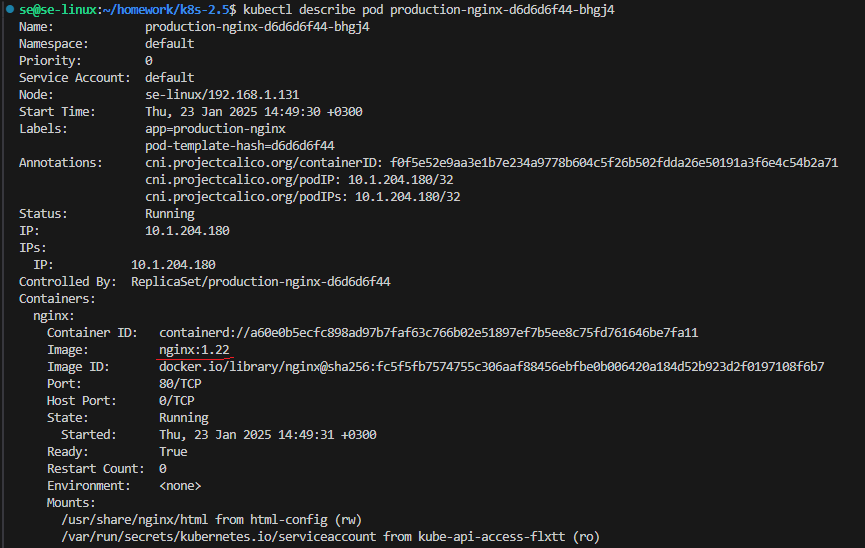 se@se-linux:~/homework/k8s-2.5$ kubectl describe pod production-nginx-d6d6d6f44-bhgj4
Name:             production-nginx-d6d6d6f44-bhgj4
Namespace:        default
Priority:         0
Service Account:  default
Node:             se-linux/192.168.1.131
Start Time:       Thu, 23 Jan 2025 14:49:30 +0300
Labels:           app=production-nginx
                  pod-template-hash=d6d6d6f44
Annotations:      cni.projectcalico.org/containerID: f0f5e52e9aa3e1b7e234a9778b604c5f26b502fdda26e50191a3f6e4c54b2a71
                  cni.projectcalico.org/podIP: 10.1.204.180/32
                  cni.projectcalico.org/podIPs: 10.1.204.180/32
Status:           Running
IP:               10.1.204.180
IPs:
  IP:           10.1.204.180
Controlled By:  ReplicaSet/production-nginx-d6d6d6f44
Containers:
  nginx:
    Container ID:   containerd://a60e0b5ecfc898ad97b7faf63c766b02e51897ef7b5ee8c75fd761646be7fa11
    Image:          nginx:1.22
    Image ID:       docker.io/library/nginx@sha256:fc5f5fb7574755c306aaf88456ebfbe0b006420a184d52b923d2f0197108f6b7
    Port:           80/TCP
    Host Port:      0/TCP
    State:          Running
      Started:      Thu, 23 Jan 2025 14:49:31 +0300
    Ready:          True
    Restart Count:  0
    Environment:    <none>
    Mounts:
      /usr/share/nginx/html from html-config (rw)
      /var/run/secrets/kubernetes.io/serviceaccount from kube-api-access-flxtt (ro)